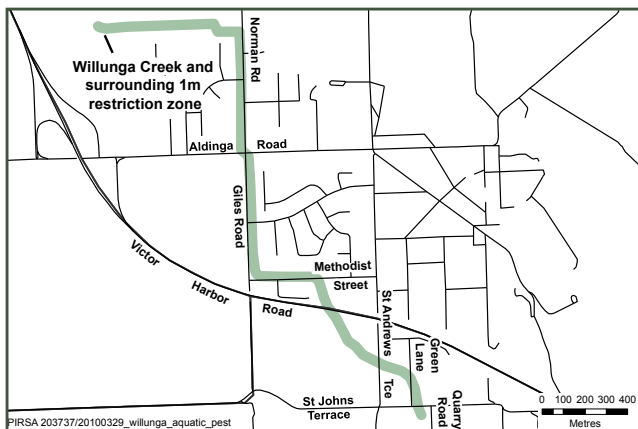 Norman Rd
Willunga Creek and
surrounding 1m
restriction zone
Aldinga Road
Giles Road
Victor Harbor Road
Methodist
Street
St Andrews Tce
Green
Lane
St Johns
Terrace
Quarry
Road
0 100 200 300 400
Metres
PIRSA 203737/20100329_willunga_aquatic_pest